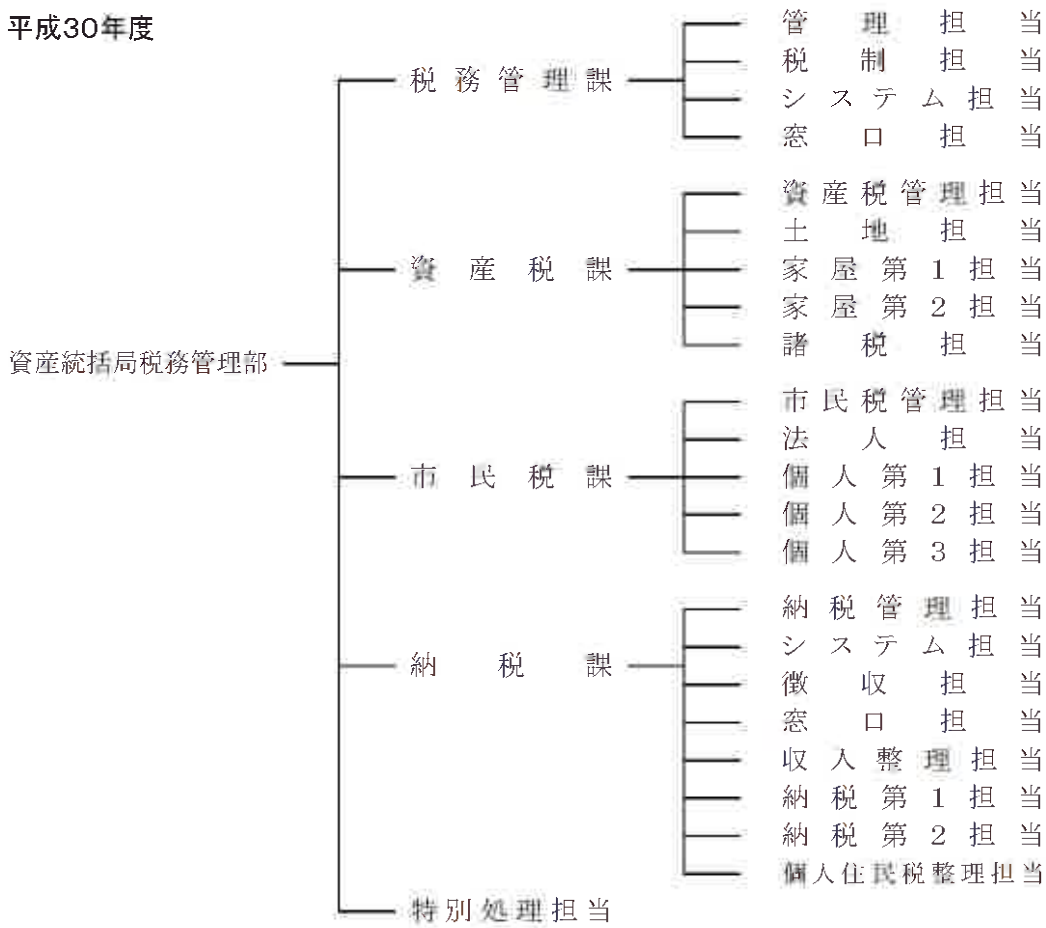 平成30年度
資産統括局税務管理部
税務管理課
管理担当
税制担当
システム担当
窓口担当
資産税課
資産税管理担当
土地担当
家屋第1担当
家屋第2担当
諸税担当
市民税課
市民税管理担当
法人担当
個人第1担当
個人第2担当
個人第3担当
納税課
納税管理担当
システム担当
徴収担当
窓口担当
収入整理担当
納税第1担当
納税第2担当
個人住民税整理担当
特別処理担当